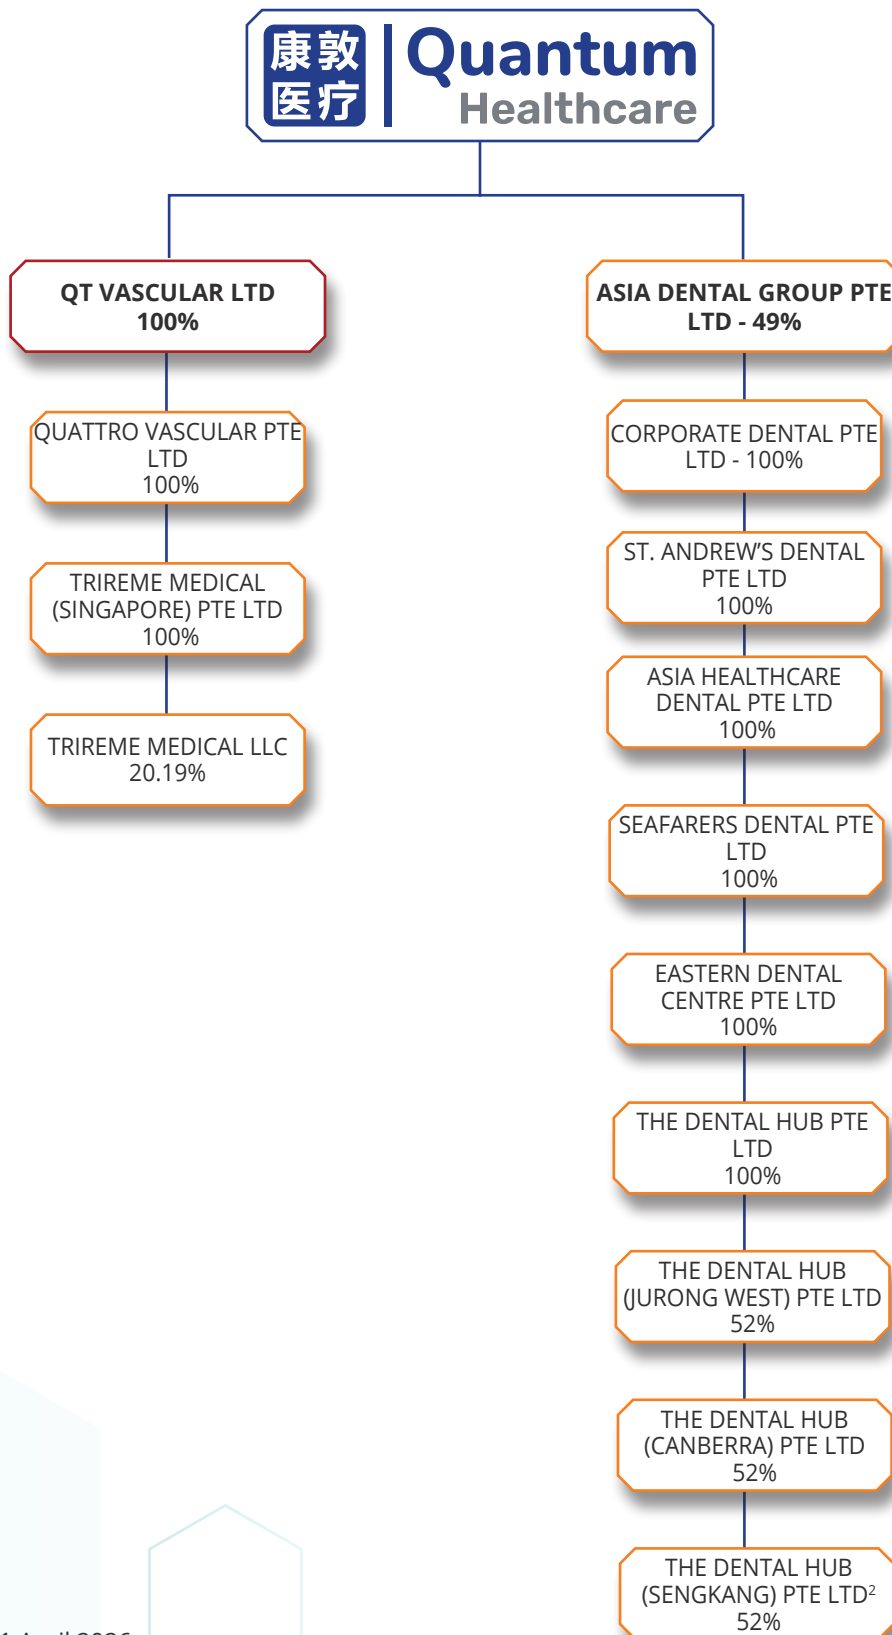 康敦
医疗
Quantum
Healthcare
QT VASCULAR LTD
100%
QUATTRO VASCULAR PTE
LTD
100%
TRIREME MEDICAL
(SINGAPORE) PTE LTD
100%
TRIREME MEDICAL LLC
20.19%
ASIA DENTAL GROUP PTE
LTD - 49%
CORPORATE DENTAL PTE
LTD - 100%
ST. ANDREW’S DENTAL
PTE LTD
100%
ASIA HEALTHCARE
DENTAL PTE LTD
100%
SEAFARERS DENTAL PTE
LTD
100%
EASTERN DENTAL
CENTRE PTE LTD
100%
THE DENTAL HUB PTE
LTD
100%
THE DENTAL HUB
(JURONG WEST) PTE LTD
52%
THE DENTAL HUB
(CANBERRA) PTE LTD
52%
THE DENTAL HUB
(SENGKANG) PTE LTD²
52%